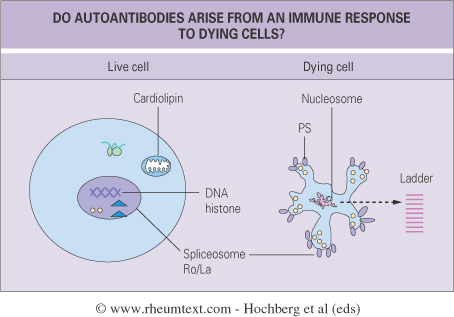 DO AUTOANTIBODIES ARISE FROM AN IMMUNE RESPONSE
TO DYING CELLS?
Live cell
Dying cell
Cardiolipin
Nucleosome
PS
Ladder
DNA
histone
Spliceosome
Ro/La
© www.rheumtext.com - Hochberg et al (eds)